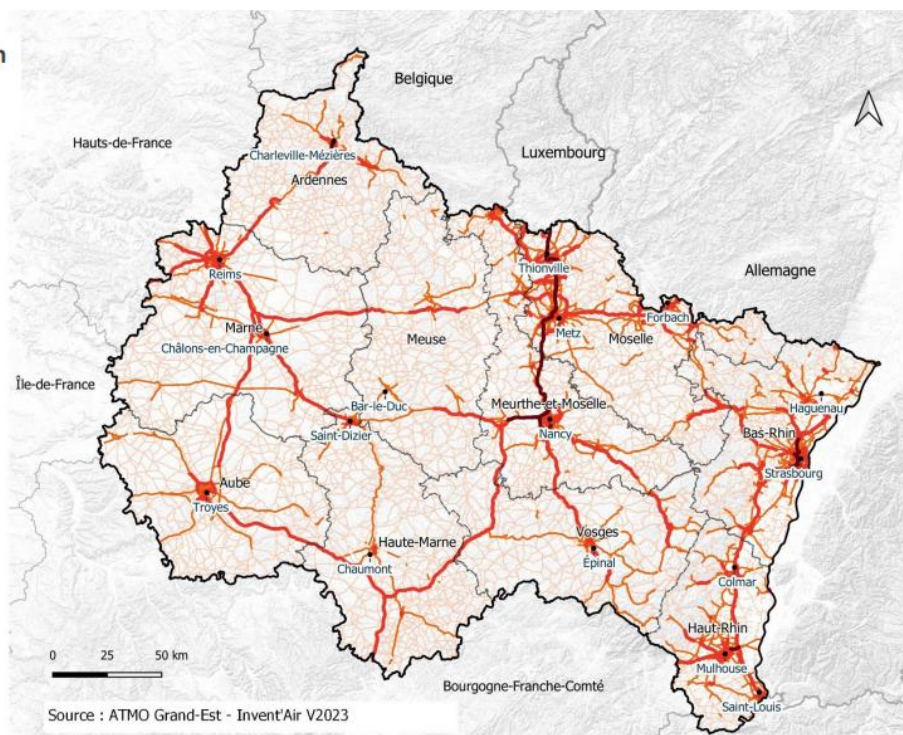 Belgique
Hauts-de-France
Luxembourg
Charleville-Mézières
Ardennes
Allemagne
Thionville
Reims
Forbach
Metz
Marne
Moselle
Meuse
Châlons-en-Champagne
Île-de-France
Haguenau
Bar-le-Duc
Meurthe-et-Moselle
Saint-Dizier
Nancy
Bas-Rhin
Strasbourg
Aube
Troyes
Vosges
Haute-Marne
Épinal
Chaumont
Colmar
Haut-Rhin
Mulhouse
0 25 50 km
Bourgogne-Franche-Comté
Saint-Louis
Source : ATMO Grand-Est - Invent'Air V2023